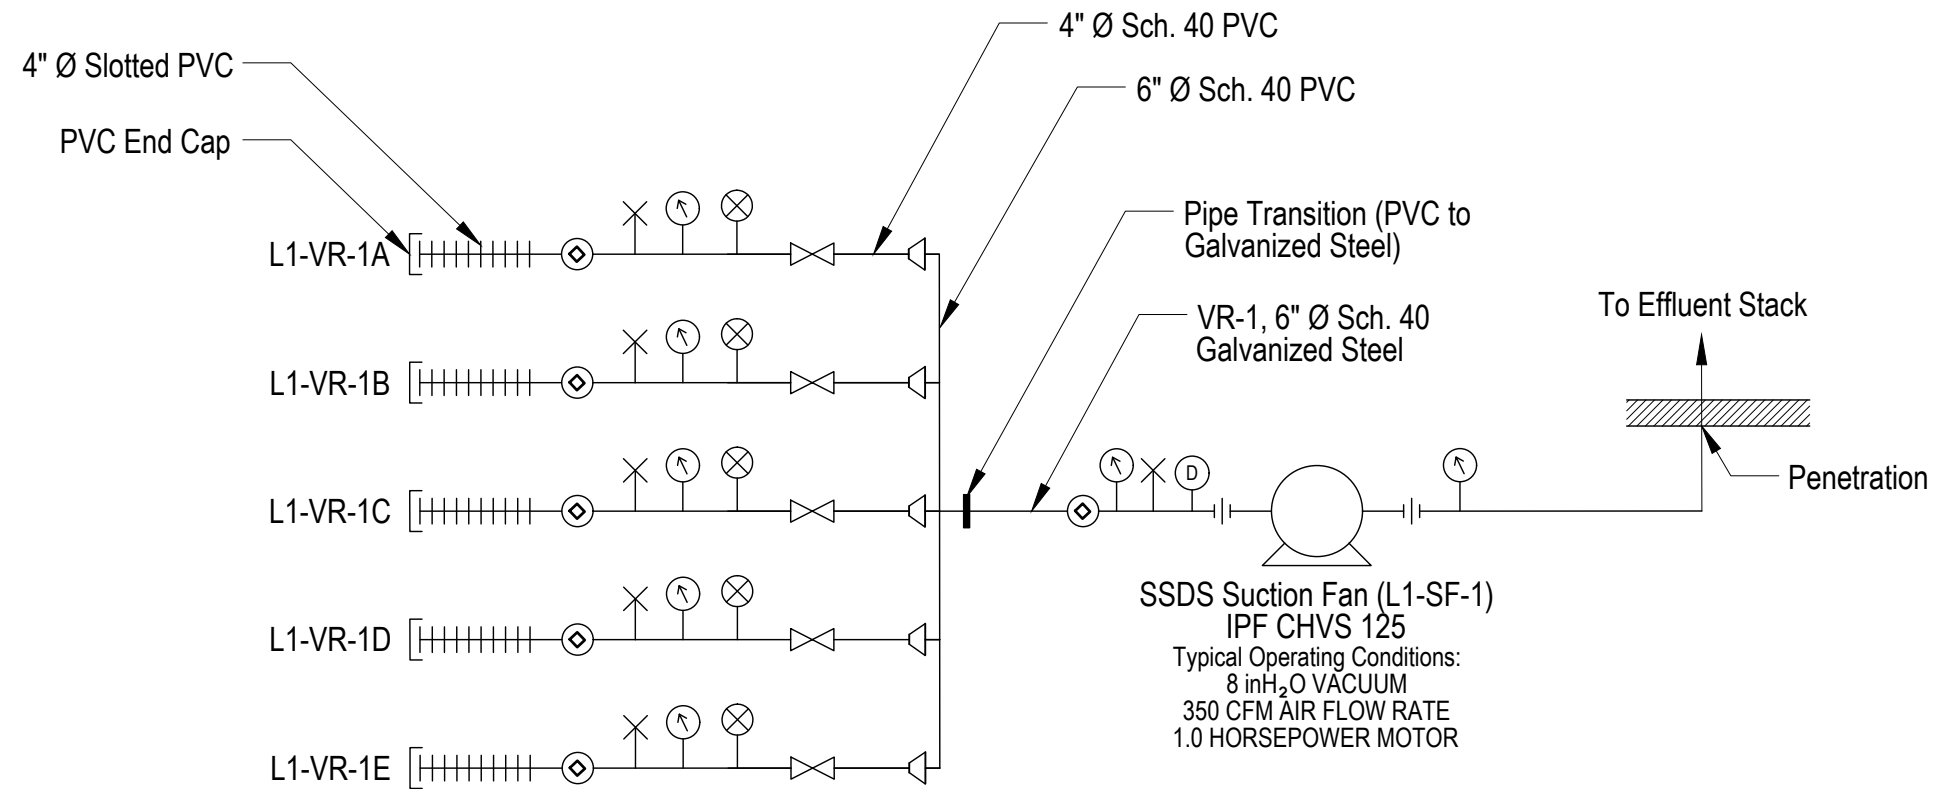 4" Ø Sch. 40 PVC
4" Ø Slotted PVC
6" Ø Sch. 40 PVC
PVC End Cap
Pipe Transition (PVC to
Galvanized Steel)
L1-VR-1A
To Effluent Stack
VR-1, 6" Ø Sch. 40
Galvanized Steel
L1-VR-1B
Penetration
D
L1-VR-1C
SSDS Suction Fan (L1-SF-1)
IPF CHVS 125
Typical Operating Conditions:
8 inH₂O VACUUM
350 CFM AIR FLOW RATE
1.0 HORSEPOWER MOTOR
L1-VR-1D
L1-VR-1E